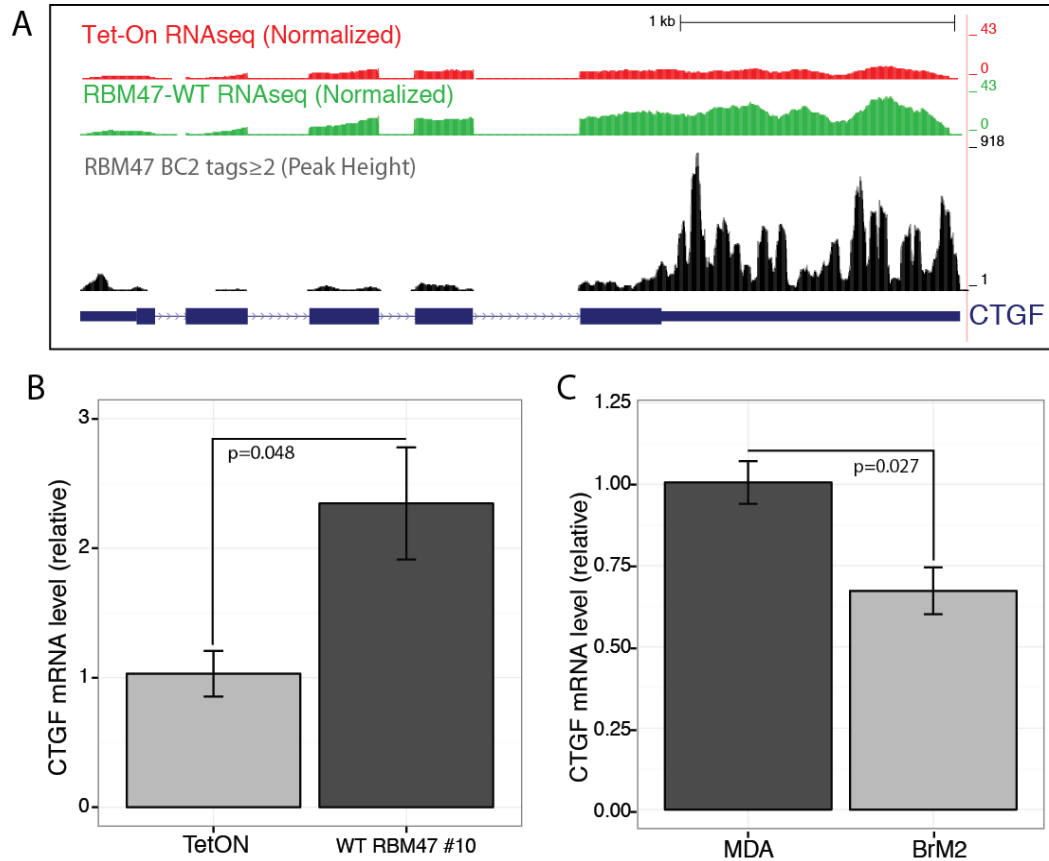 A
1 kb
Tet-On RNAseq (Normalized)
43
0
RBM47-WT RNAseq (Normalized)
43
0
RBM47 BC2 tags≥2 (Peak Height)
918
1
CTGF
B
CTGF mRNA level (relative)
3
2
1
0
p=0.048
TetON
WT RBM47 #10
C
CTGF mRNA level (relative)
1.25
1.00
0.75
0.50
0.25
0.00
p=0.027
MDA
BrM2